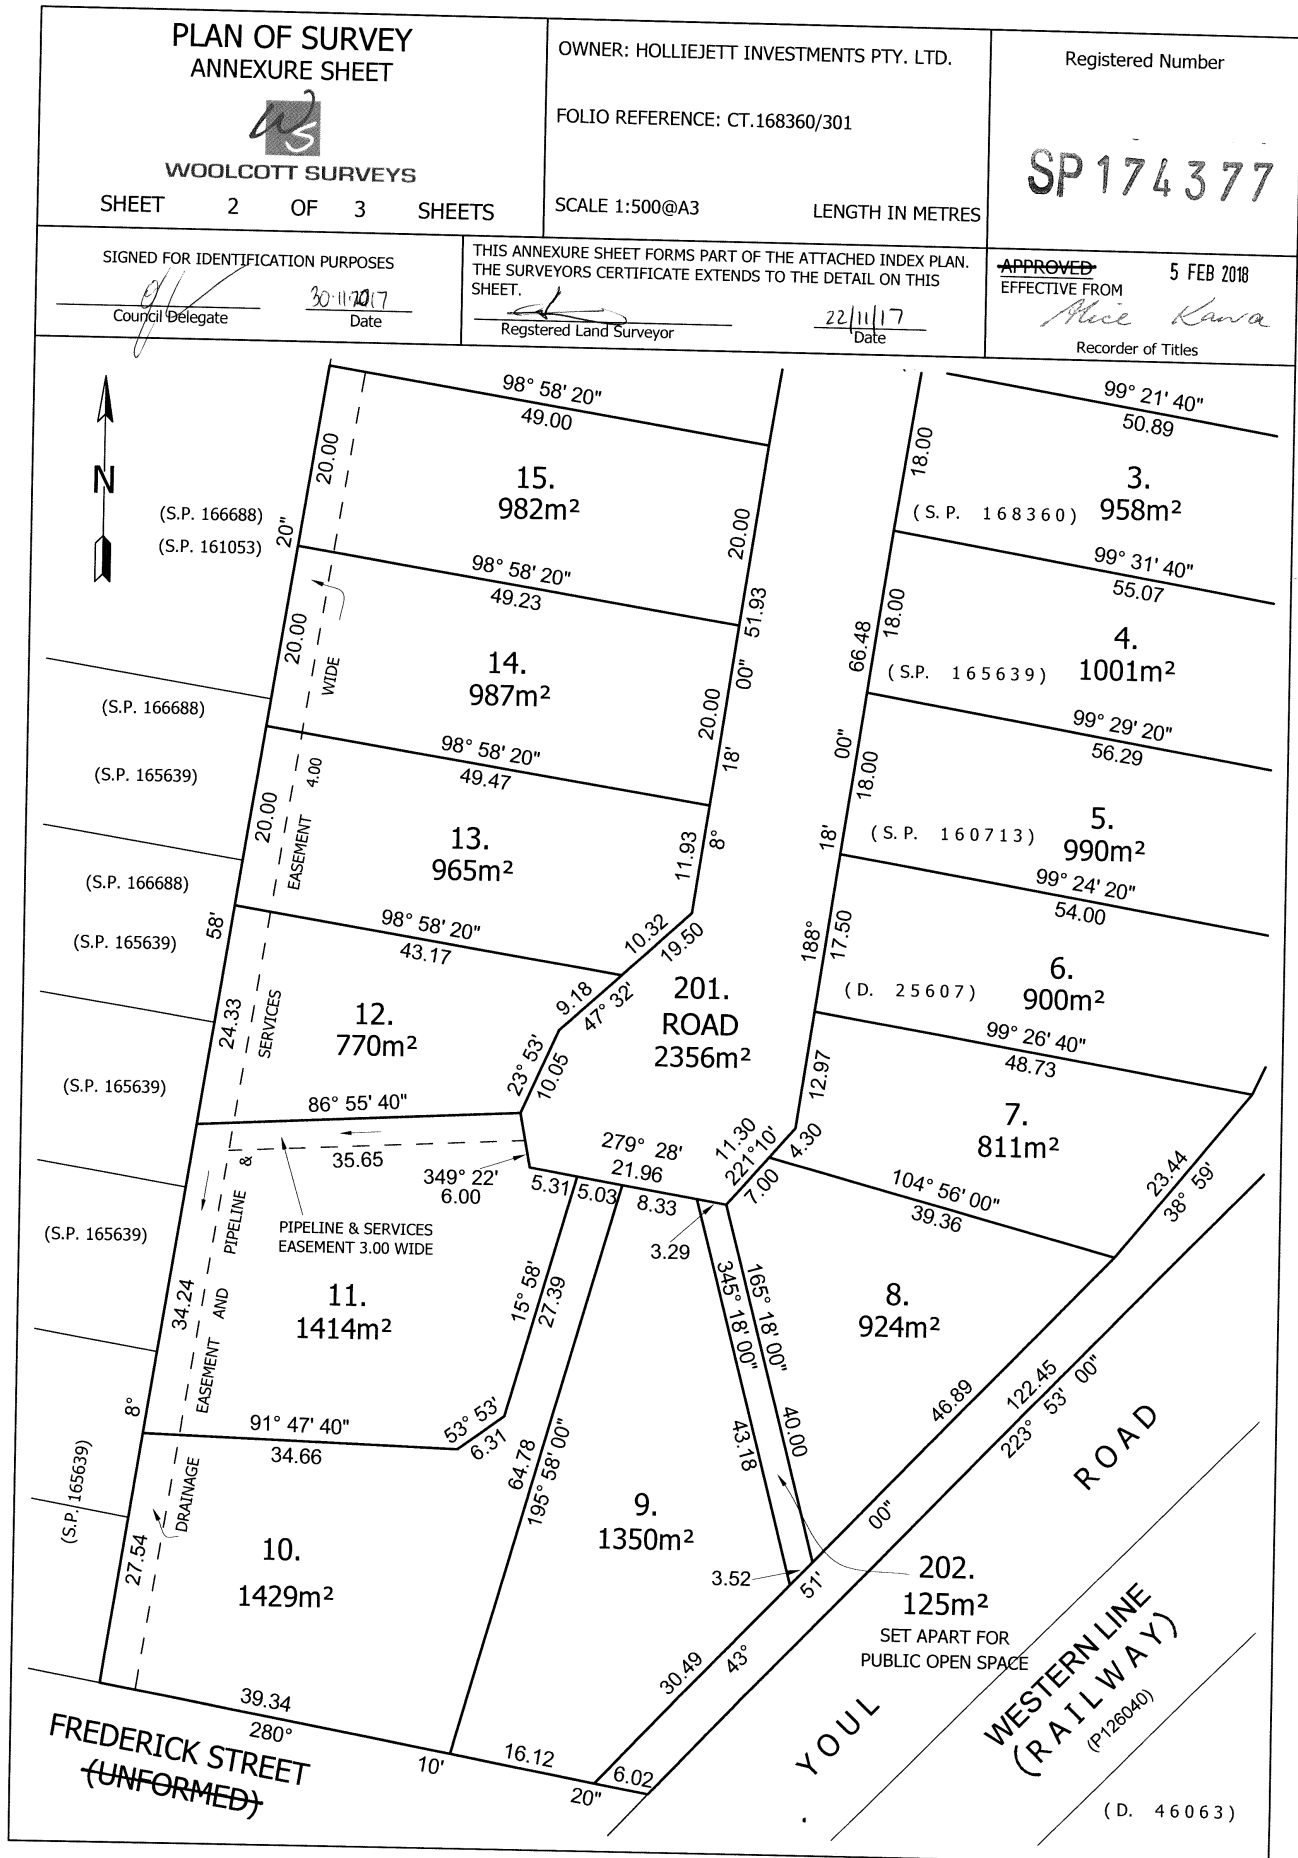 PLAN OF SURVEY
ANNEXURE SHEET
WS
WOOLCOTT SURVEYS
SHEET 2 OF 3 SHEETS
OWNER: HOLLIEJETT INVESTMENTS PTY. LTD.
FOLIO REFERENCE: CT.168360/301
SCALE 1:500@A3 LENGTH IN METRES
Registered Number
SP 174377
SIGNED FOR IDENTIFICATION PURPOSES
30·11·2017
Council Delegate Date
THIS ANNEXURE SHEET FORMS PART OF THE ATTACHED INDEX PLAN.
THE SURVEYORS CERTIFICATE EXTENDS TO THE DETAIL ON THIS
SHEET.
22/11/17
Registered Land Surveyor Date
APPROVED 5 FEB 2018
EFFECTIVE FROM
Alice Kawa
Recorder of Titles
N
98° 58' 20"
49.00
20.00
15.
982m²
20.00
(S.P. 166688)
(S.P. 161053)
20"
98° 58' 20"
49.23
20.00
WIDE
14.
987m²
20.00
51.93
00"
18'
8°
(S.P. 166688)
(S.P. 165639)
98° 58' 20"
49.47
20.00
4.00
EASEMENT
13.
965m²
11.93
(S.P. 166688)
(S.P. 165639)
58'
98° 58' 20"
43.17
10.32
19.50
9.18
47° 32'
24.33
SERVICES
12.
770m²
23° 53'
10.05
201.
ROAD
2356m²
(S.P. 165639)
86° 55' 40"
35.65
349° 22'
6.00
279° 28'
21.96
5.31
5.03
8.33
3.29
11.30
221°10'
4.30
7.00
99° 21' 40"
50.89
18.00
3.
958m²
(S.P. 168360)
99° 31' 40"
55.07
18.00
66.48
4.
1001m²
(S.P. 165639)
99° 29' 20"
56.29
00"
18.00
18'
5.
990m²
(S.P. 160713)
99° 24' 20"
54.00
188°
17.50
6.
900m²
(D. 25607)
99° 26' 40"
48.73
12.97
7.
811m²
23.44
38° 59'
104° 56' 00"
39.36
8.
924m²
&
PIPELINE
AND
EASEMENT
DRAINAGE
PIPELINE & SERVICES
EASEMENT 3.00 WIDE
(S.P. 165639)
34.24
11.
1414m²
15° 58'
27.39
345° 18' 00"
43.18
165° 18' 00"
40.00
46.89
122.45
223° 53' 00"
8°
91° 47' 40"
34.66
53° 53'
6.31
64.78
195° 58' 00"
(S.P. 165639)
27.54
10.
1429m²
9.
1350m²
3.52
00"
51'
43°
30.49
202.
125m²
SET APART FOR
PUBLIC OPEN SPACE
39.34
280°
10'
16.12
20"
6.02
FREDERICK STREET
(UNFORMED)
YOUL ROAD
WESTERN LINE
(RAILWAY)
(P126040)
(D. 46063)